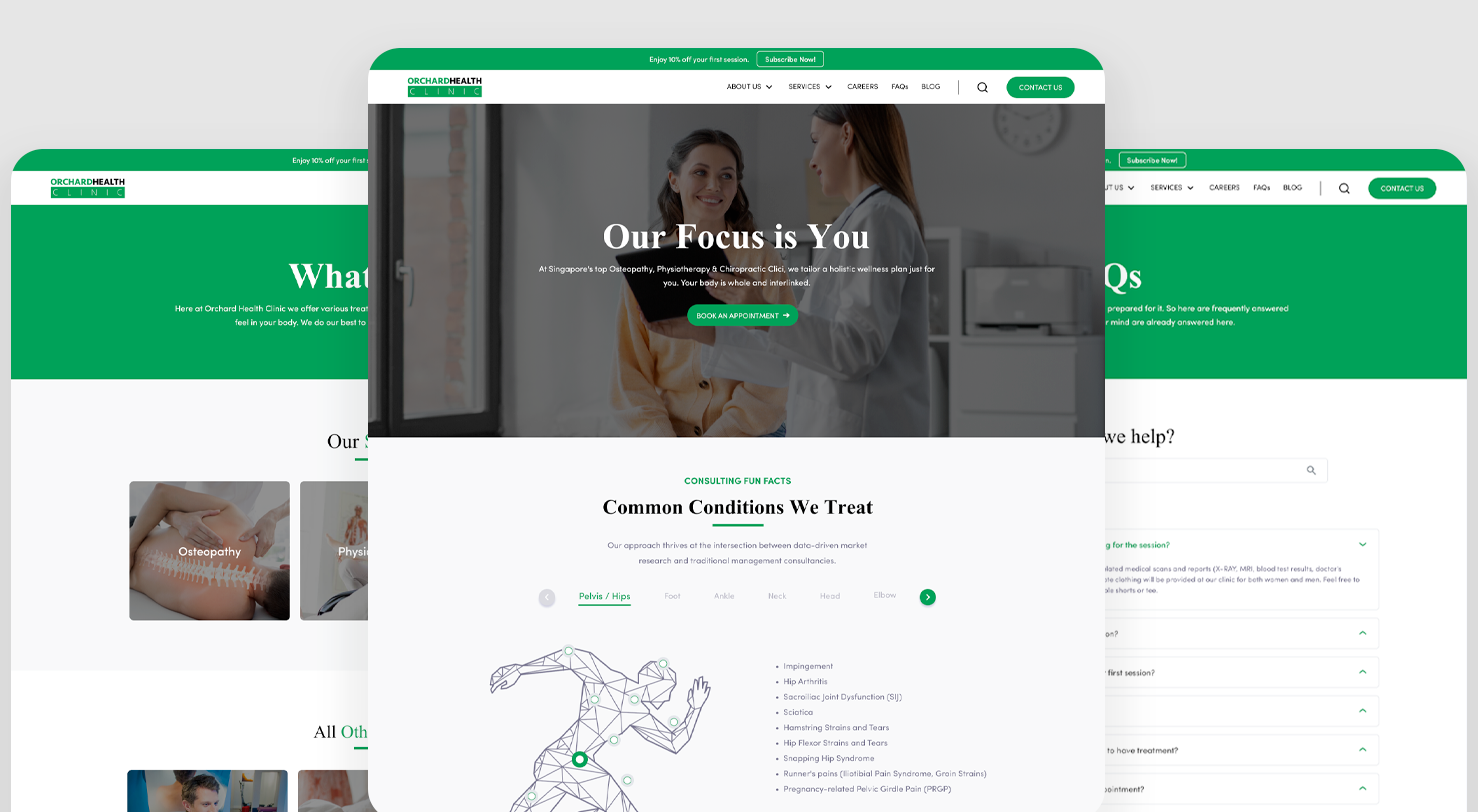 Enjoy 10% off your first session. Subscribe Now!
ORCHARDHEALTH
CLINIC
ABOUT US SERVICES CAREERS FAQs BLOG CONTACT US
Our Focus is You
At Singapore's top Osteopathy, Physiotherapy & Chiropractic Clici, we tailor a holistic wellness plan just for
you. Your body is whole and interlinked.
BOOK AN APPOINTMENT
CONSULTING FUN FACTS
Common Conditions We Treat
Our approach thrives at the intersection between data-driven market
research and traditional management consultancies.
Pelvis / Hips Foot Ankle Neck Head Elbow
Impingement
Hip Arthritis
Sacroiliac Joint Dysfunction (SIJ)
Sciatica
Hamstring Strains and Tears
Hip Flexor Strains and Tears
Snapping Hip Syndrome
Runner's pains (Iliotibial Pain Syndrome, Groin Strains)
Pregnancy-related Pelvic Girdle Pain (PRGP)
Enjoy 10% off your first
ORCHARDHEALTH
CLINIC
What
Here at Orchard Health Clinic we offer various treat
feel in your body. We do our best to
Our S
Osteopathy
Physi
All Oth
n. Subscribe Now!
UT US SERVICES CAREERS FAQs BLOG CONTACT US
Qs
prepared for it. So here are frequently answered
r mind are already answered here.
we help?
g for the session?
lated medical scans and reports (X-RAY, MRI, blood test results, doctor's
te clothing will be provided at our clinic for both women and men. Feel free to
le shorts or tee.
on?
first session?
to have treatment?
ointment?